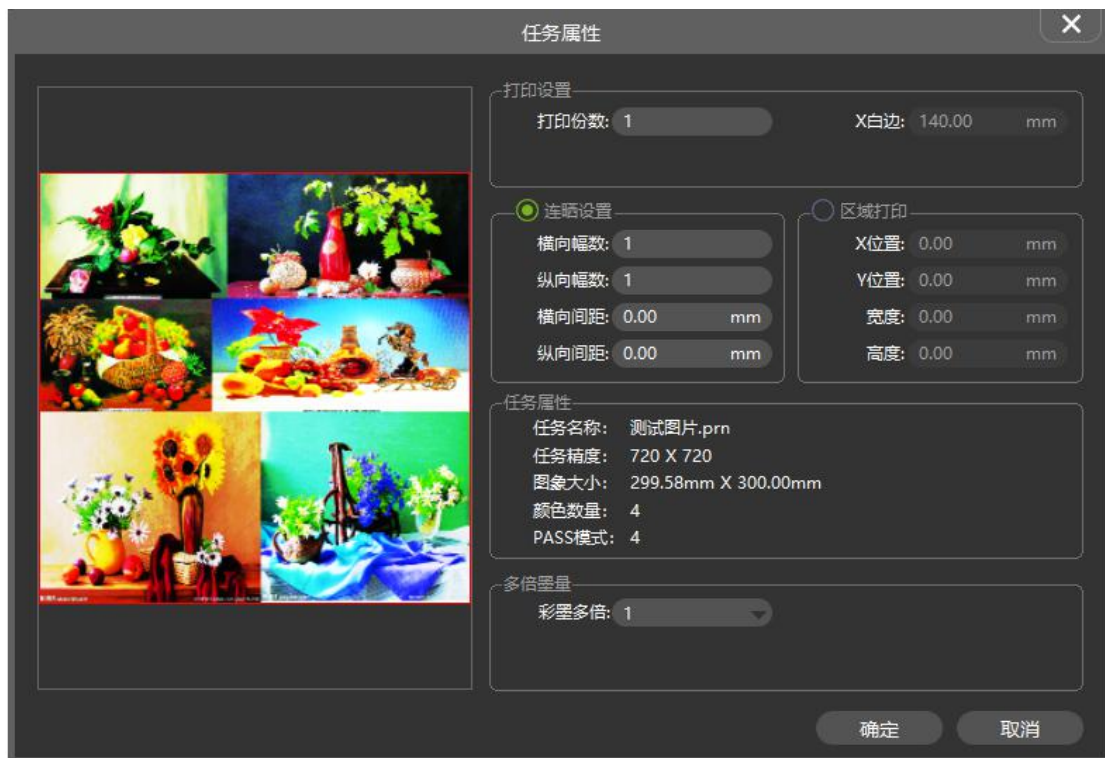 任务属性
打印设置
打印份数: 1
X白边: 140.00 mm
连晒设置
横向幅数: 1
纵向幅数: 1
横向间距: 0.00 mm
纵向间距: 0.00 mm
区域打印
X位置: 0.00 mm
Y位置: 0.00 mm
宽度: 0.00 mm
高度: 0.00 mm
任务属性
任务名称: 测试图片.prn
任务精度: 720 X 720
图象大小: 299.58mm X 300.00mm
颜色数量: 4
PASS模式: 4
多倍墨量
彩墨多倍: 1
确定
取消